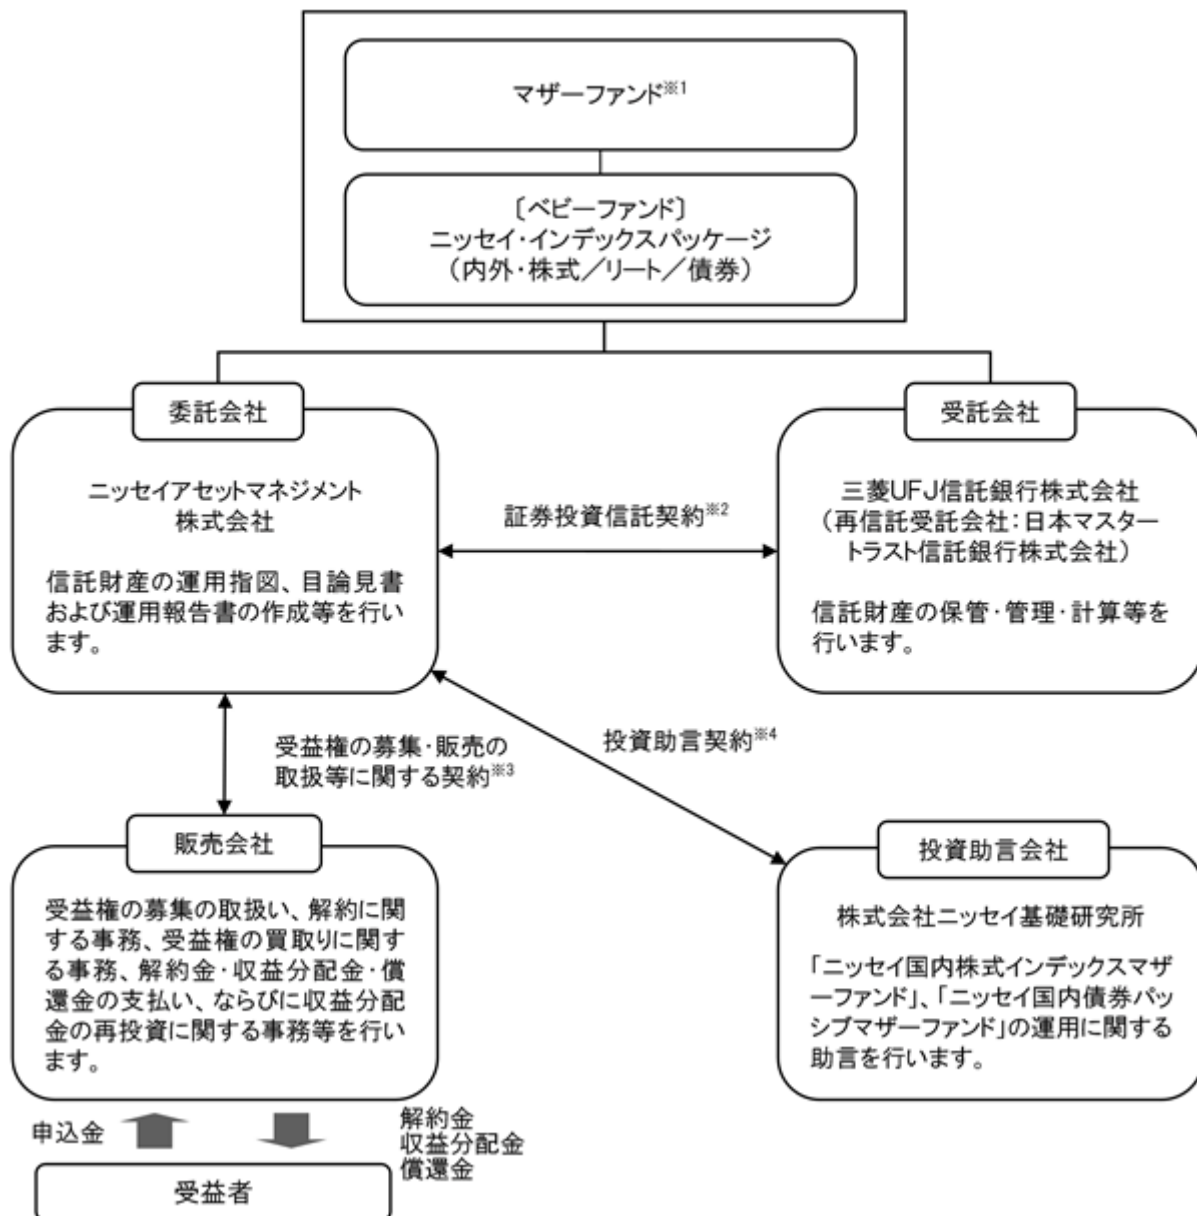 マザーファンド※1
〔ベビーファンド〕
ニッセイ・インデックスパッケージ
（内外・株式／リート／債券）
委託会社
ニッセイアセットマネジメント
株式会社
信託財産の運用指図、目論見書
および運用報告書の作成等を行い
ます。
証券投資信託契約※2
受託会社
三菱UFJ信託銀行株式会社
（再信託受託会社：日本マスター
トラスト信託銀行株式会社）
信託財産の保管・管理・計算等を
行います。
受益権の募集・販売の
取扱等に関する契約※3
投資助言契約※4
販売会社
受益権の募集の取扱い、解約に関
する事務、受益権の買取りに関す
る事務、解約金・収益分配金・償
還金の支払い、ならびに収益分配
金の再投資に関する事務等を行い
ます。
投資助言会社
株式会社ニッセイ基礎研究所
「ニッセイ国内株式インデックスマザ
ーファンド」、「ニッセイ国内債券パッ
シブマザーファンド」の運用に関する
助言を行います。
申込金
解約金
収益分配金
償還金
受益者